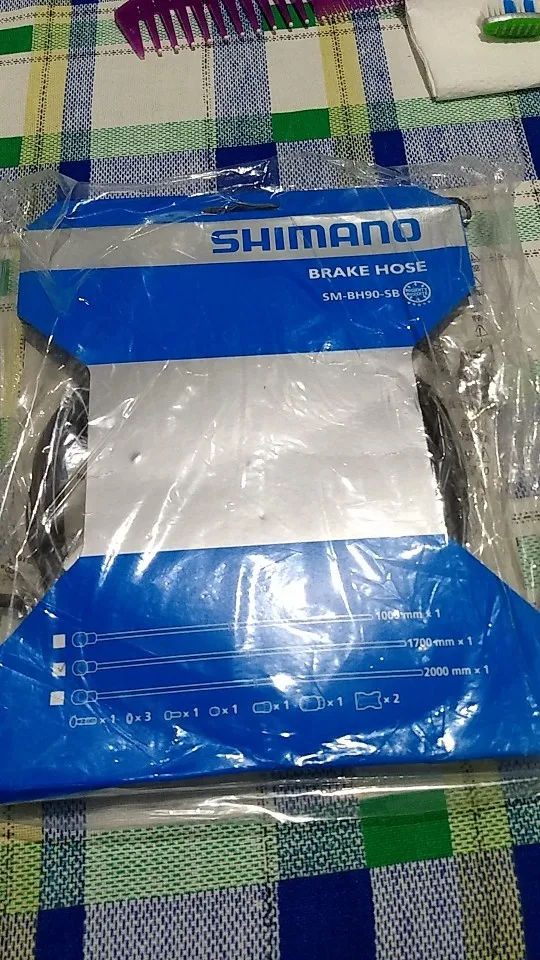 SHIMANO
BRAKE HOSE
SM-BH90-SB
1000 mm × 1
1700 mm × 1
2000 mm × 1
× 1 × 3 × 1 × 1 × 1 × 1 × 2